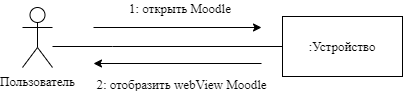 1: открыть Moodle
:Устройство
Пользователь
2: отобразить webView Moodle